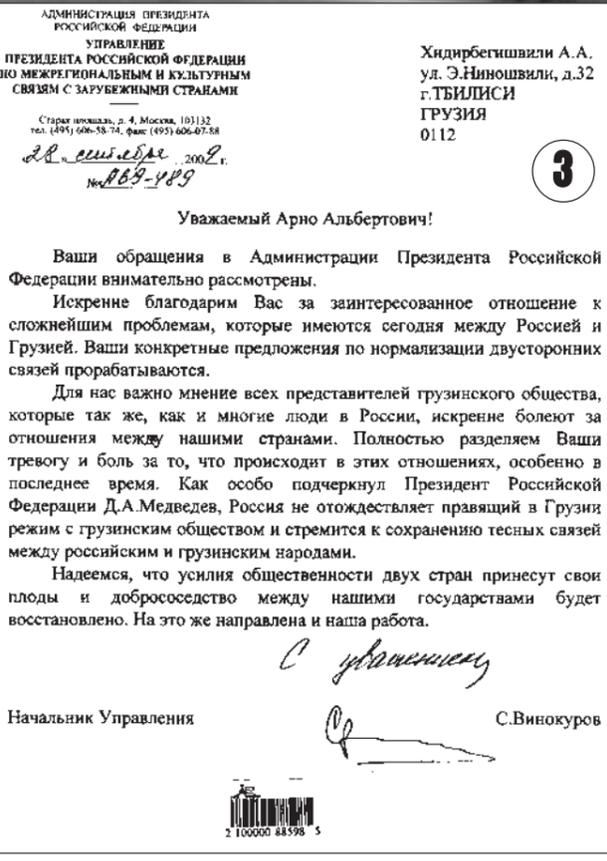 АДМИНИСТРАЦИЯ ПРЕЗИДЕНТА
РОССИЙСКОЙ ФЕДЕРАЦИИ
УПРАВЛЕНИЕ
ПРЕЗИДЕНТА РОССИЙСКОЙ ФЕДЕРАЦИИ
ПО МЕЖРЕГИОНАЛЬНЫМ И КУЛЬТУРНЫМ
СВЯЗЯМ С ЗАРУБЕЖНЫМИ СТРАНАМИ
Старая площадь, д. 4, Москва, 103132
тел. (495) 606-58-74, факс (495) 606-07-88
«28» сентября 2009 г.
№ А69-489
Хидирбегишвили А.А.
ул. Э.Ниношвили, д.32
г.ТБИЛИСИ
ГРУЗИЯ
0112
3
Уважаемый Арно Альбертович!
Ваши обращения в Администрации Президента Российской
Федерации внимательно рассмотрены.
Искренне благодарим Вас за заинтересованное отношение к
сложнейшим проблемам, которые имеются сегодня между Россией и
Грузией. Ваши конкретные предложения по нормализации двусторонних
связей прорабатываются.
Для нас важно мнение всех представителей грузинского общества,
которые так же, как и многие люди в России, искренне болеют за
отношения между нашими странами. Полностью разделяем Ваши
тревогу и боль за то, что происходит в этих отношениях, особенно в
последнее время. Как особо подчеркнул Президент Российской
Федерации Д.А.Медведев, Россия не отождествляет правящий в Грузии
режим с грузинским обществом и стремится к сохранению тесных связей
между российским и грузинским народами.
Надеемся, что усилия общественности двух стран принесут свои
плоды и добрососедство между нашими государствами будет
восстановлено. На это же направлена и наша работа.
С уважением,
Начальник Управления
С.Винокуров
2 100000 88598 5